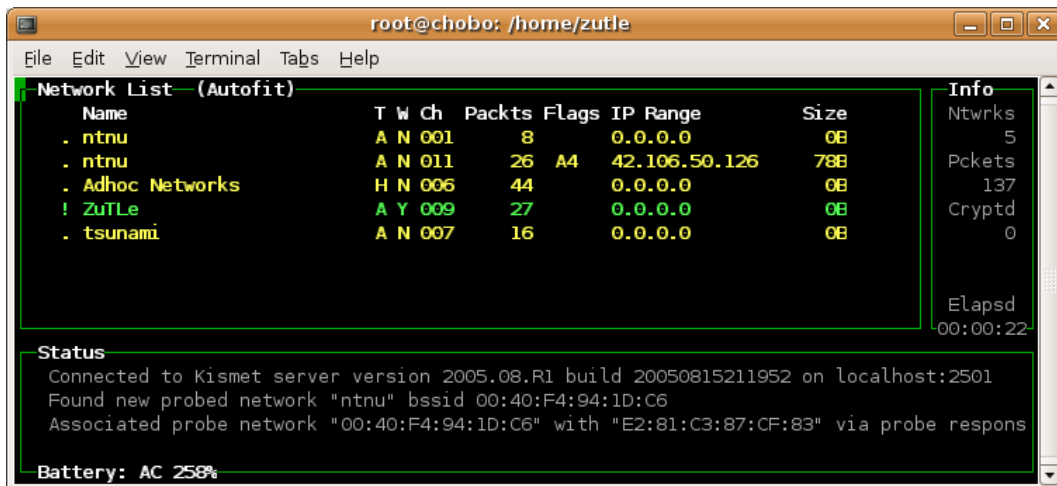 root@chobo: /home/zutle
File Edit View Terminal Tabs Help
Network List—(Autofit) Info
Name T W Ch Packts Flags IP Range Size Ntwrks
. ntnu A N 001 8 0.0.0.0 0B 5
. ntnu A N 011 26 A4 42.106.50.126 78B Pckets
. Adhoc Networks H N 006 44 0.0.0.0 0B 137
! ZuTLe A Y 009 27 0.0.0.0 0B Cryptd
. tsunami A N 007 16 0.0.0.0 0B 0
Elapsd
00:00:22
Status
Connected to Kismet server version 2005.08.R1 build 20050815211952 on localhost:2501
Found new probed network "ntnu" bssid 00:40:F4:94:1D:C6
Associated probe network "00:40:F4:94:1D:C6" with "E2:81:C3:87:CF:83" via probe respons
Battery: AC 258%